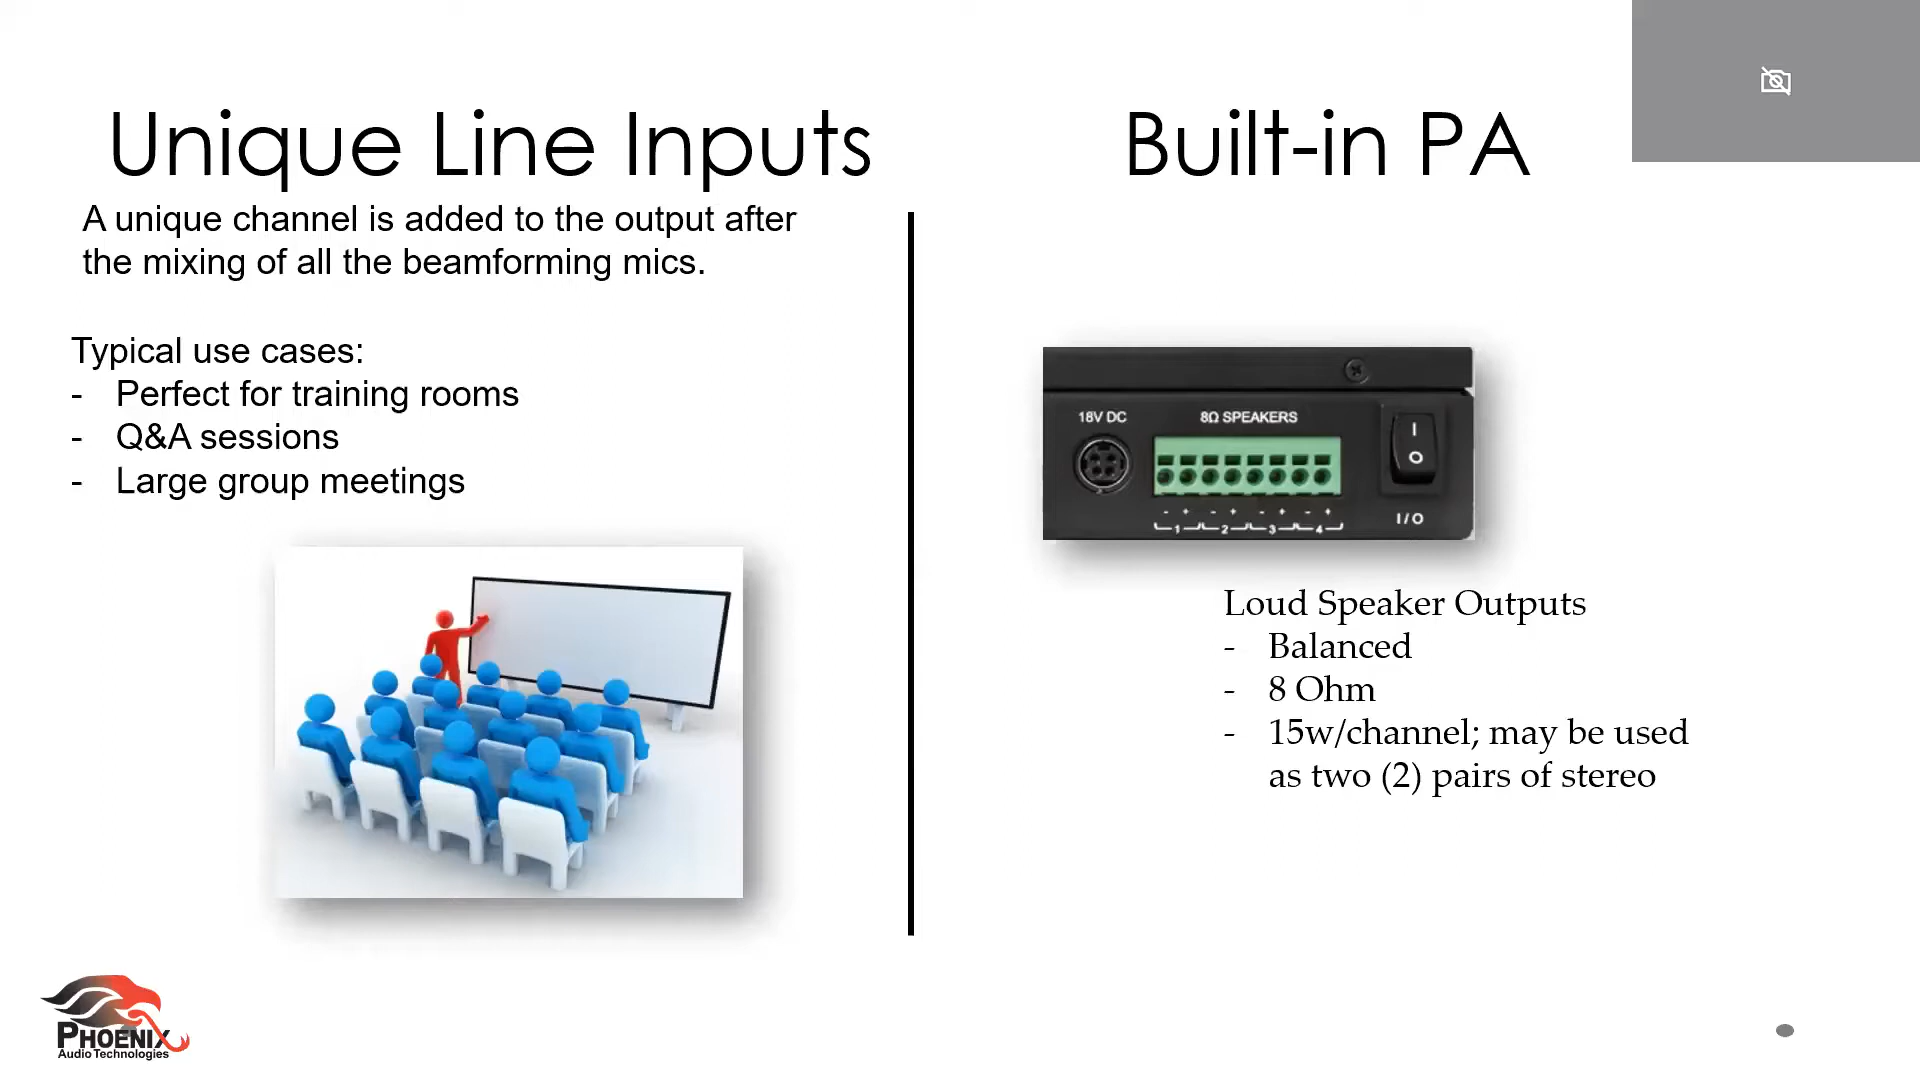 Unique Line Inputs
A unique channel is added to the output after
the mixing of all the beamforming mics.
Typical use cases:
- Perfect for training rooms
- Q&A sessions
- Large group meetings
Built-in PA
18V DC
8Ω SPEAKERS
I
O
- + - + - + - +
1 2 3 4
I/O
Loud Speaker Outputs
- Balanced
- 8 Ohm
- 15w/channel; may be used
as two (2) pairs of stereo
PHOENIX
Audio Technologies